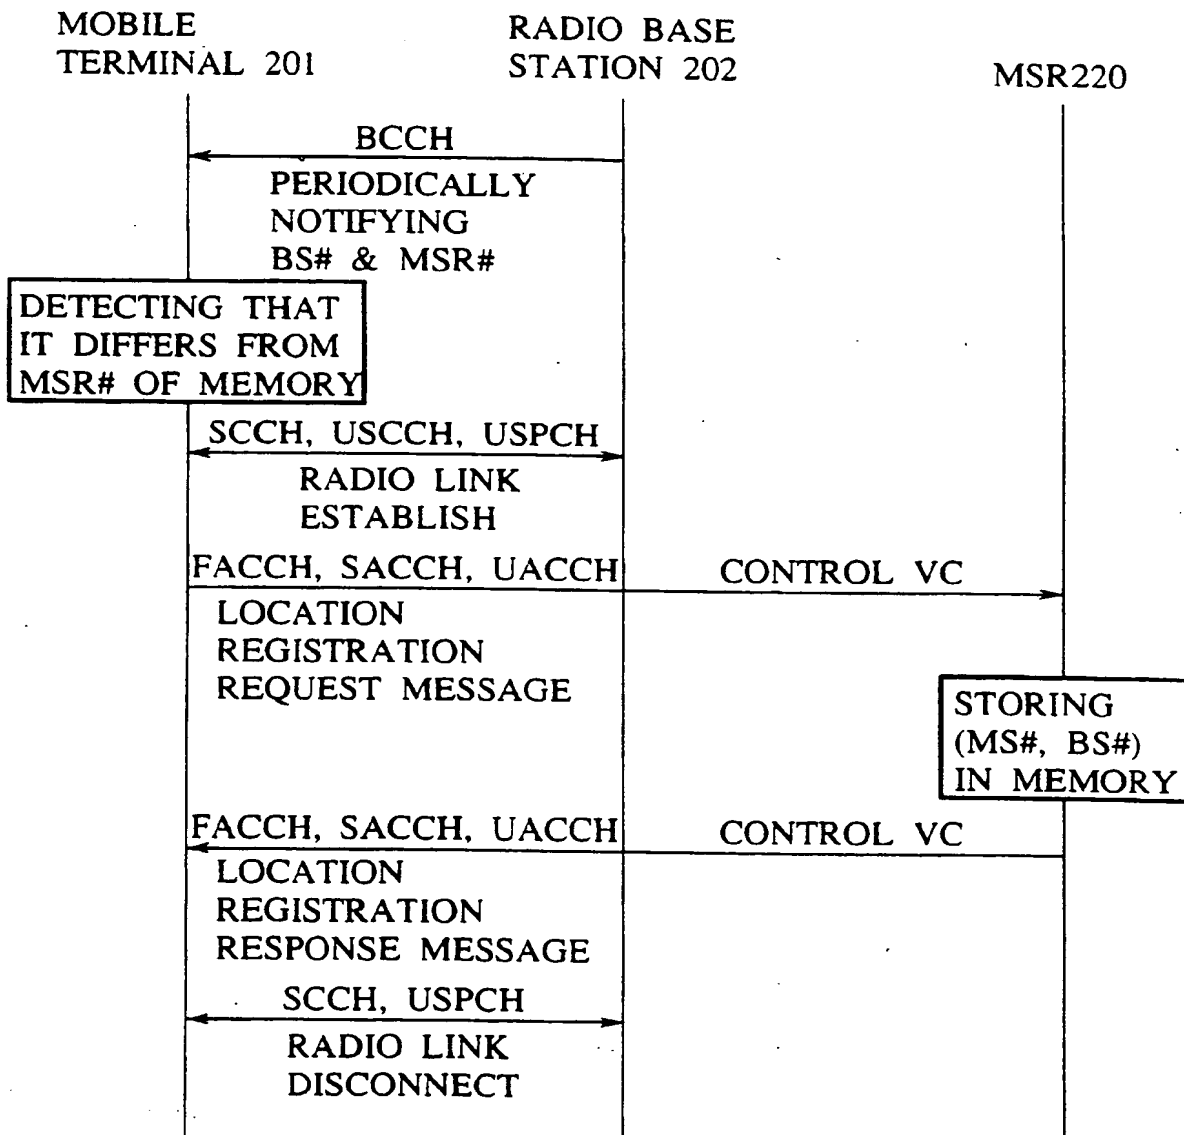 MOBILE
TERMINAL 201
RADIO BASE
STATION 202
MSR220
BCCH
PERIODICALLY
NOTIFYING
BS# & MSR#
DETECTING THAT
IT DIFFERS FROM
MSR# OF MEMORY
SCCH, USCCH, USPCH
RADIO LINK
ESTABLISH
FACCH, SACCH, UACCH
CONTROL VC
LOCATION
REGISTRATION
REQUEST MESSAGE
STORING
(MS#, BS#)
IN MEMORY
FACCH, SACCH, UACCH
CONTROL VC
LOCATION
REGISTRATION
RESPONSE MESSAGE
SCCH, USPCH
RADIO LINK
DISCONNECT